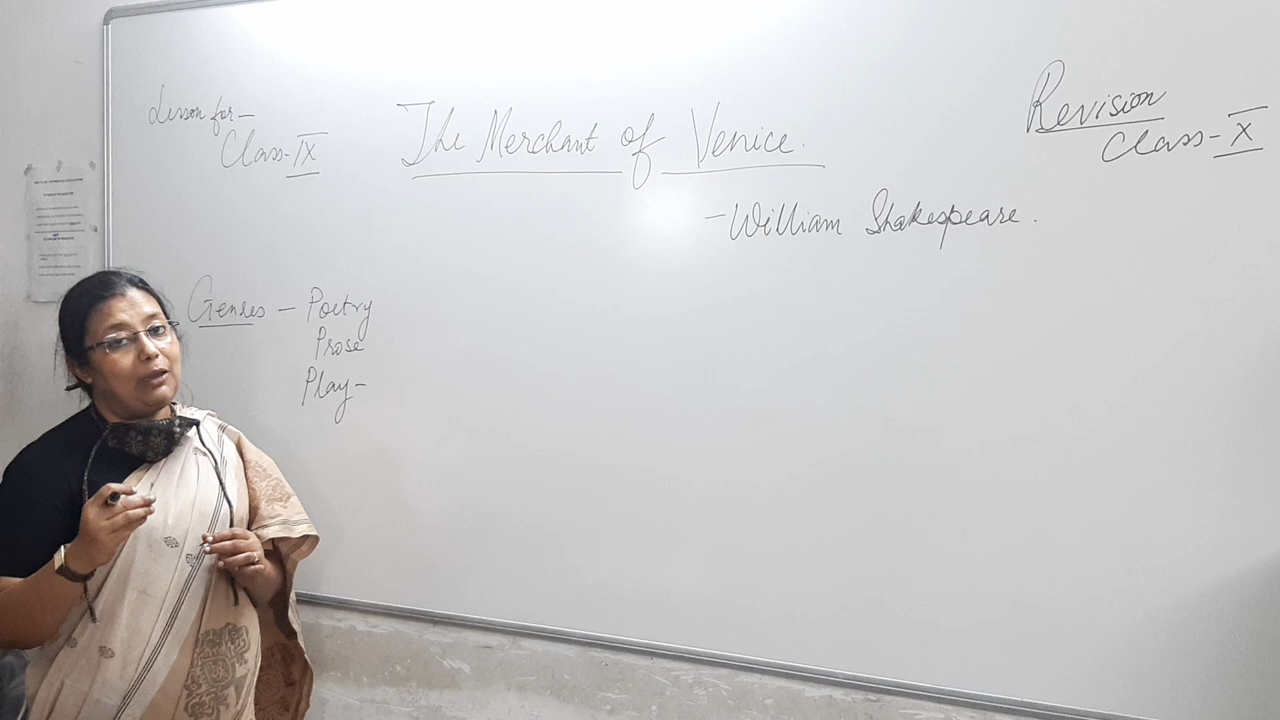 Lesson for-
Class-IX
The Merchant of Venice.
-William Shakespeare.
Revision
Class-X
Genres - Poetry
Prose
Play-